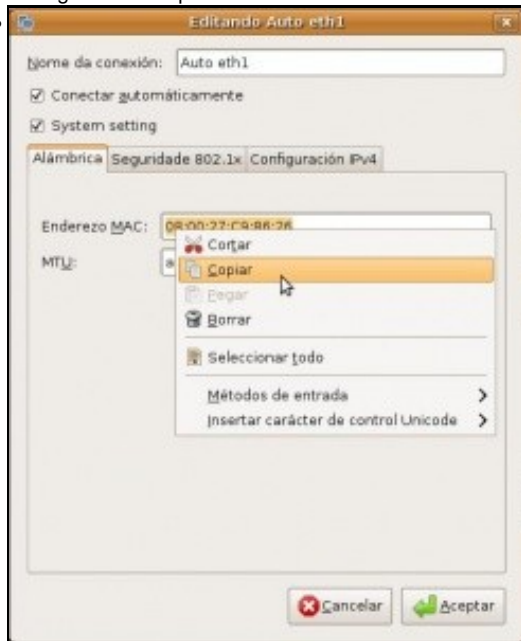 Editando Auto eth1
Nome da conexión: Auto eth1
Conectar automáticamente
System setting
Alámbrica Seguridade 802.1x Configuración IPv4
Enderezo MAC: 08:00:27:C9:86:26
MTU: a
Cortar
Copiar
Pegar
Borrar
Seleccionar todo
Métodos de entrada
Insertar carácter de control Unicode
Cancelar Aceptar